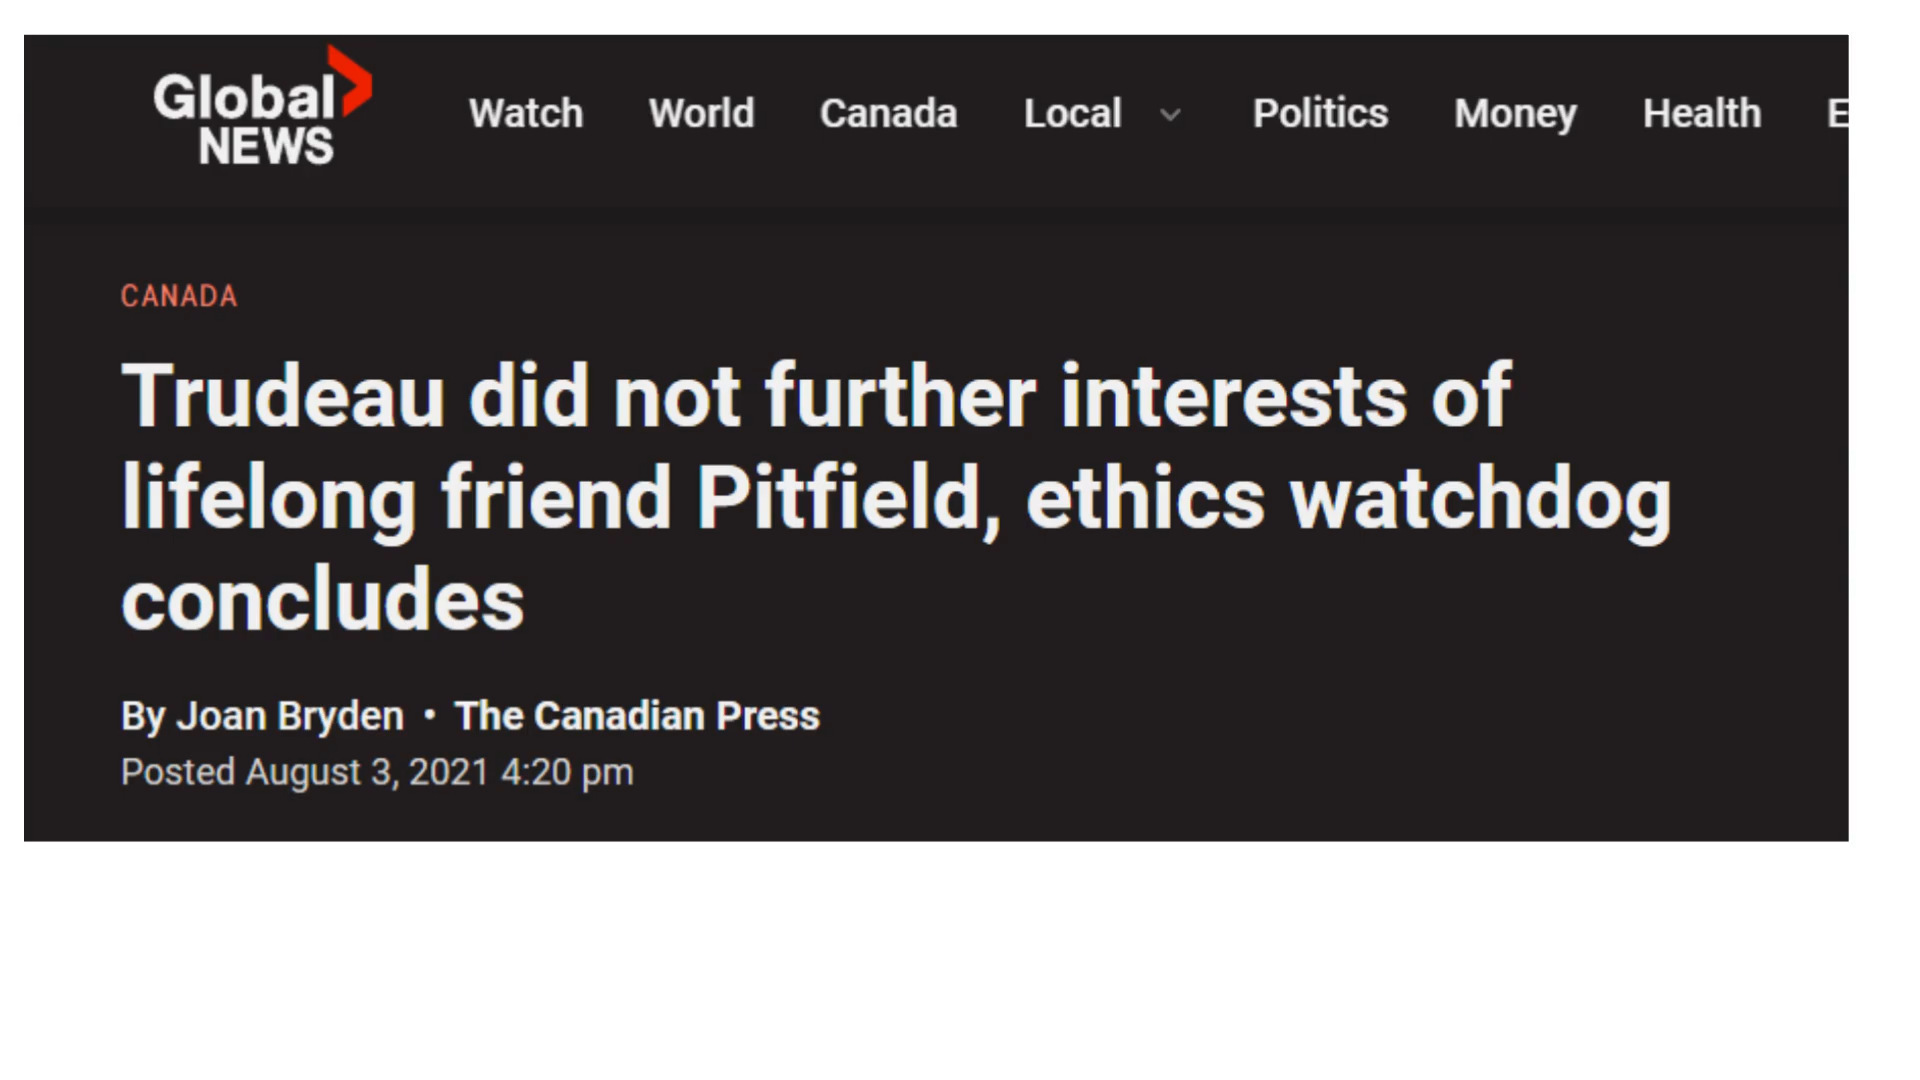 Global
NEWS
Watch World Canada Local Politics Money Health E
CANADA
Trudeau did not further interests of
lifelong friend Pitfield, ethics watchdog
concludes
By Joan Bryden • The Canadian Press
Posted August 3, 2021 4:20 pm